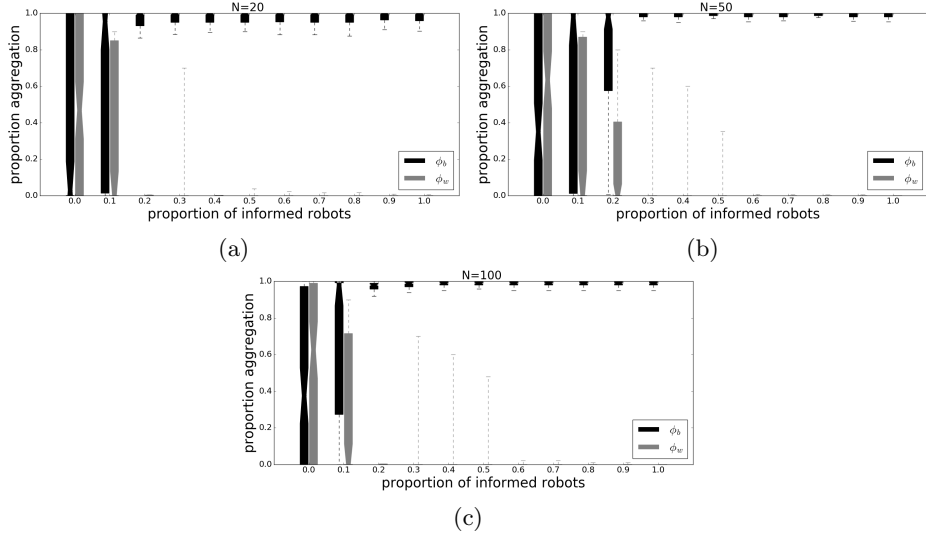 N=20
proportion aggregation
1.0
0.8
0.6
0.4
0.2
0.0
0.0 0.1 0.2 0.3 0.4 0.5 0.6 0.7 0.8 0.9 1.0
proportion of informed robots
ϕb
ϕw
(a)
N=50
proportion aggregation
1.0
0.8
0.6
0.4
0.2
0.0
0.0 0.1 0.2 0.3 0.4 0.5 0.6 0.7 0.8 0.9 1.0
proportion of informed robots
ϕb
ϕw
(b)
N=100
proportion aggregation
1.0
0.8
0.6
0.4
0.2
0.0
0.0 0.1 0.2 0.3 0.4 0.5 0.6 0.7 0.8 0.9 1.0
proportion of informed robots
ϕb
ϕw
(c)